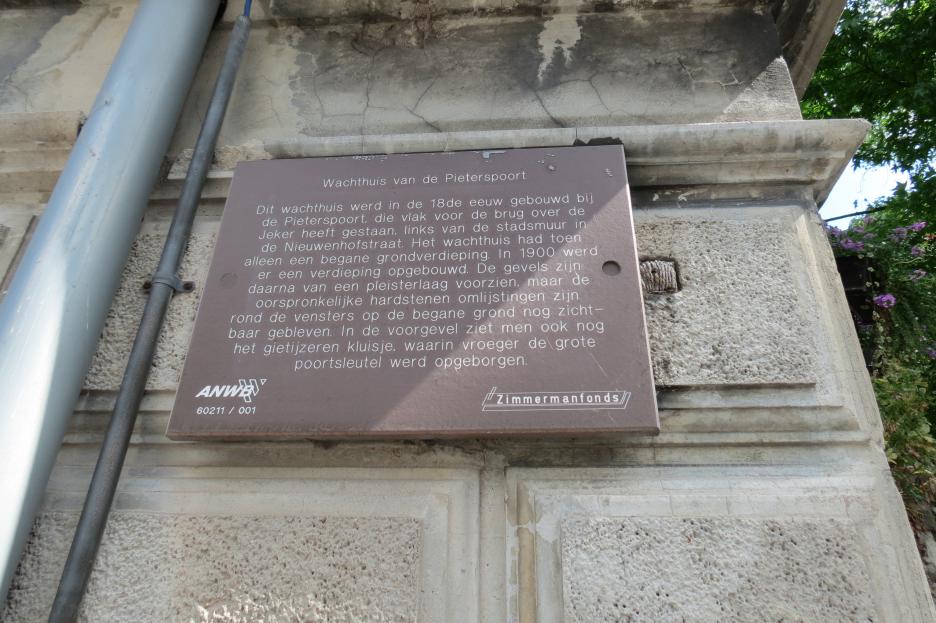 Wachthuis van de Pieterspoort
Dit wachthuis werd in de 18de eeuw gebouwd bij
de Pieterspoort, die vlak voor de brug over de
Jeker heeft gestaan, links van de stadsmuur in
de Nieuwenhofstraat. Het wachthuis had toen
alleen een begane grondverdieping. In 1900 werd
er een verdieping opgebouwd. De gevels zijn
daarna van een pleisterlaag voorzien, maar de
oorspronkelijke hardstenen omlijstingen zijn
rond de vensters op de begane grond nog zicht-
baar gebleven. In de voorgevel ziet men ook nog
het gietijzeren kluisje, waarin vroeger de grote
poortsleutel werd opgeborgen.
ANWB
60211 / 001
Zimmermanfonds